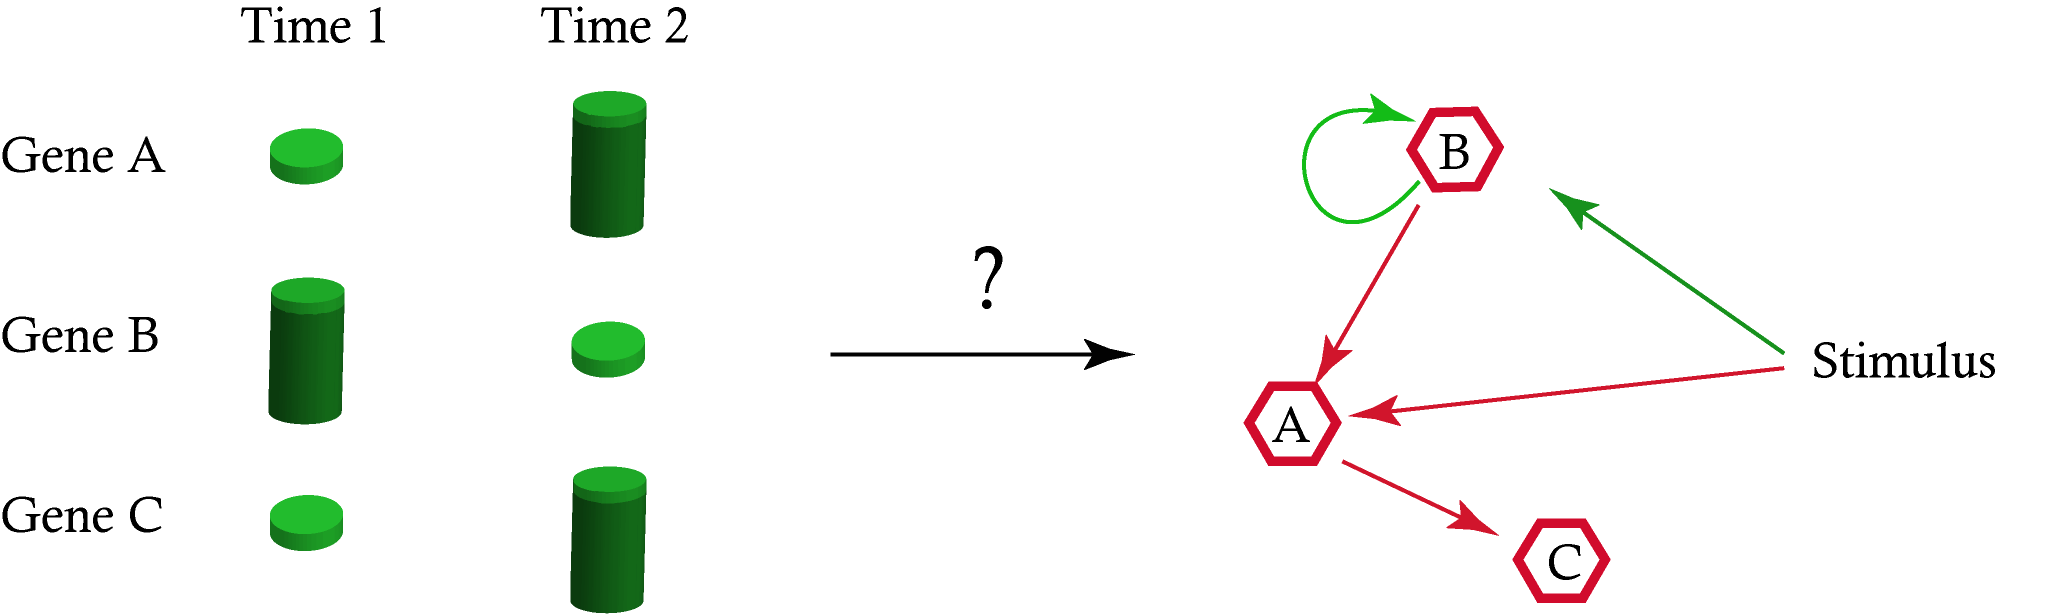 Time 1 Time 2
Gene A
Gene B
Gene C
?
B
A
C
Stimulus